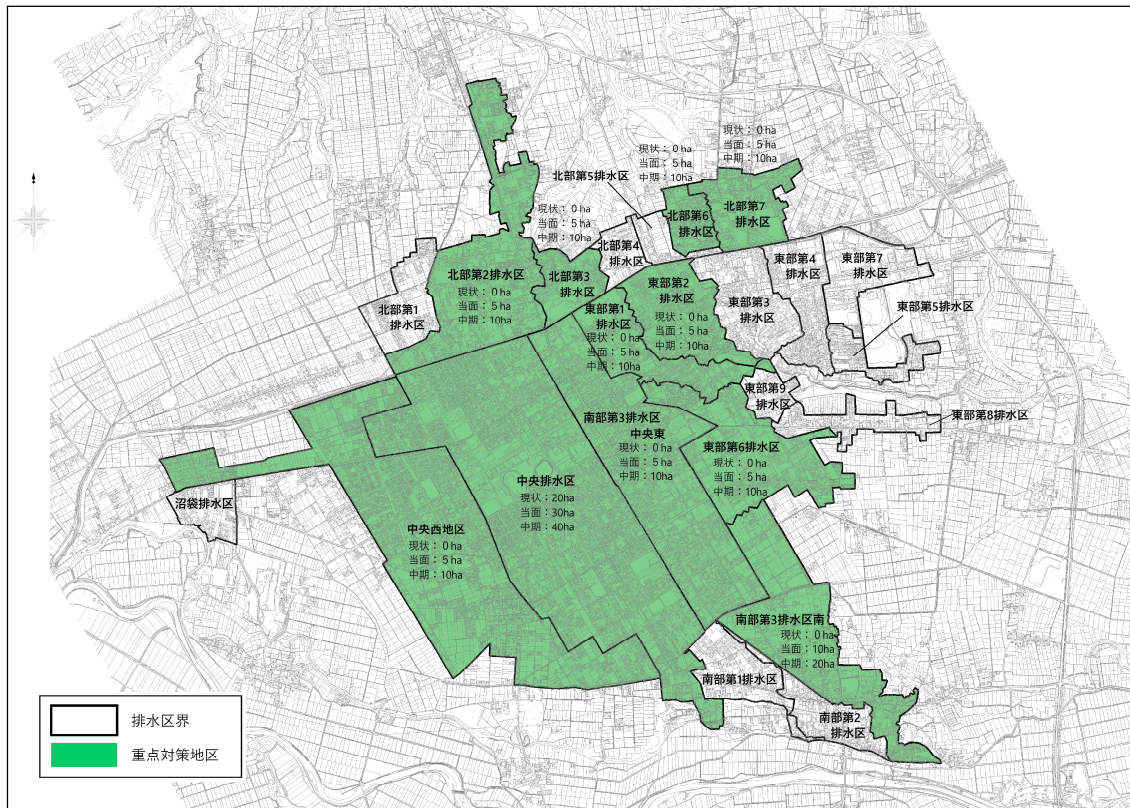 現状：0ha
当面：5ha
中期：10ha
現状：0ha
当面：5ha
中期：10ha
北部第5排水区
現状：0ha
当面：5ha
中期：10ha
北部第6
排水区
北部第7
排水区
北部第4
排水区
北部第3
排水区
北部第2排水区
現状：0ha
当面：5ha
中期：10ha
北部第1
排水区
東部第1
排水区
現状：0ha
当面：5ha
中期：10ha
東部第2
排水区
現状：0ha
当面：5ha
中期：10ha
東部第3
排水区
東部第4
排水区
東部第7
排水区
東部第5排水区
東部第9
排水区
東部第8排水区
南部第3排水区
中央東
現状：0ha
当面：5ha
中期：10ha
東部第6排水区
現状：0ha
当面：5ha
中期：10ha
中央排水区
現状：20ha
当面：30ha
中期：40ha
沼袋排水区
中央西地区
現状：0ha
当面：5ha
中期：10ha
南部第3排水区南
現状：0ha
当面：10ha
中期：20ha
南部第1排水区
南部第2
排水区
排水区界
重点対策地区